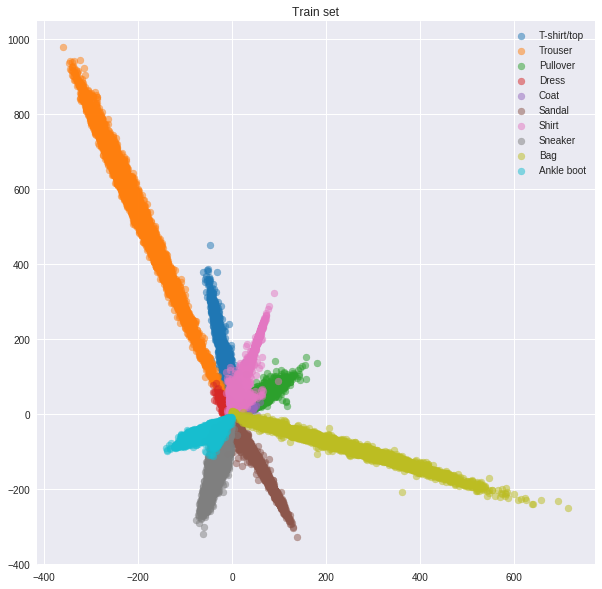 Train set
T-shirt/top
Trouser
Pullover
Dress
Coat
Sandal
Shirt
Sneaker
Bag
Ankle boot
1000
800
600
400
200
0
−200
−400
−400 −200 0 200 400 600